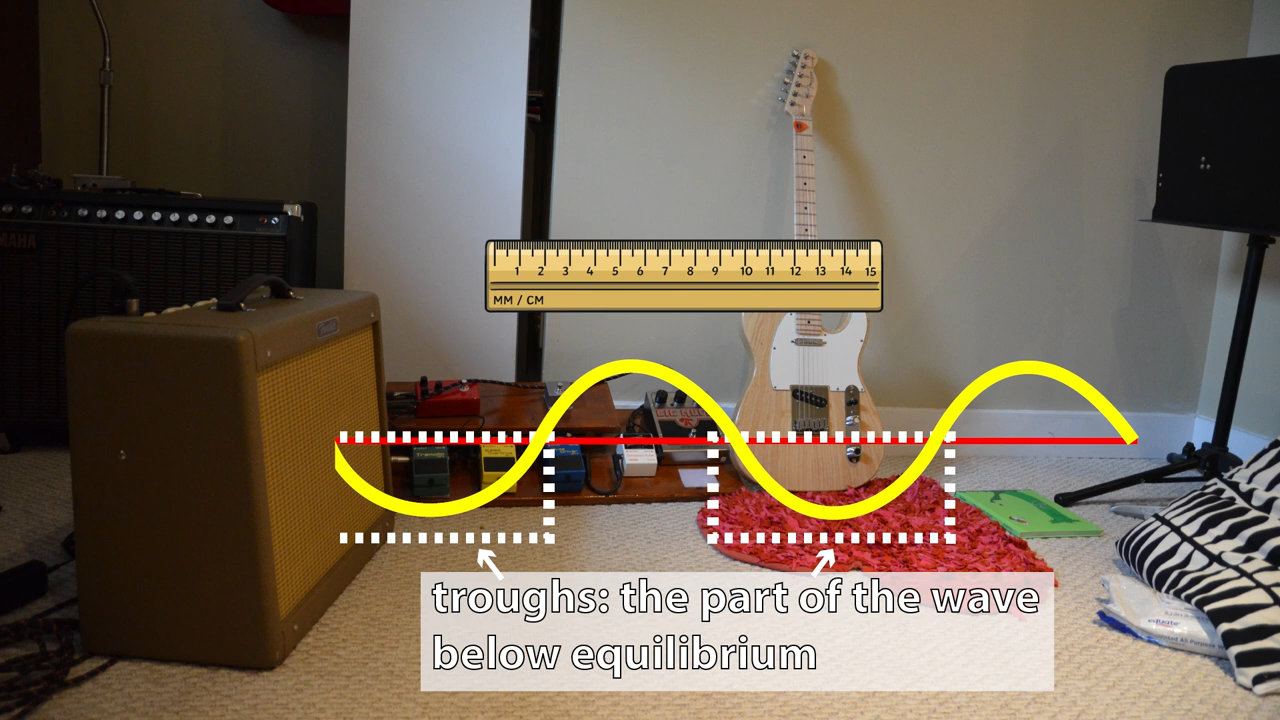 1 2 3 4 5 6 7 8 9 10 11 12 13 14 15
MM / CM
troughs: the part of the wave
below equilibrium